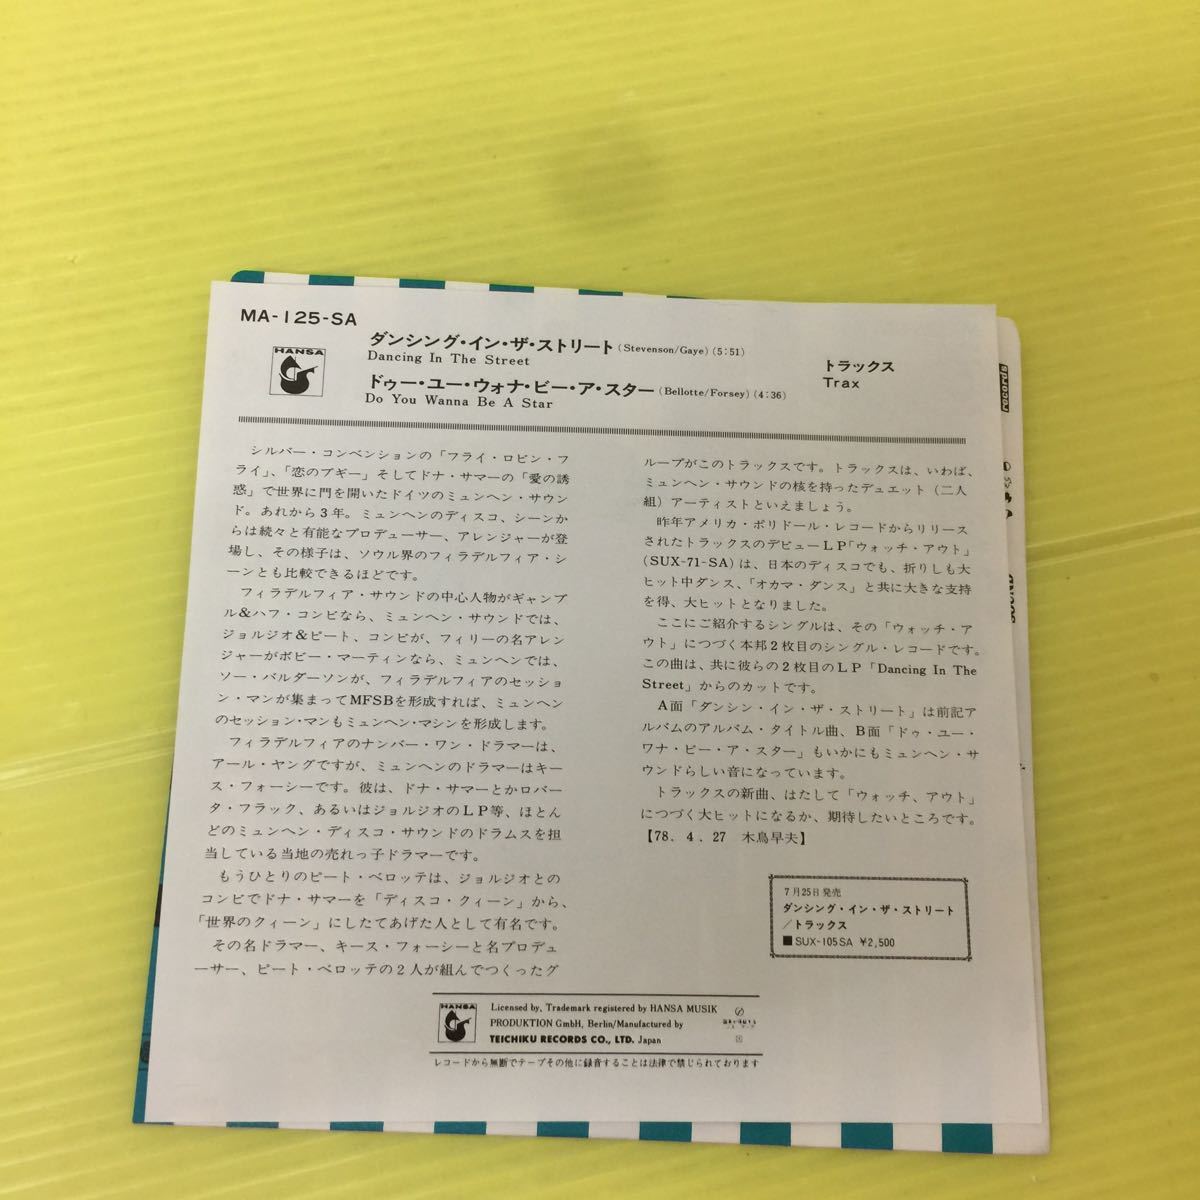 MA-125-SA
HANSA
ダンシング・イン・ザ・ストリート (Stevenson/Gaye) (5:51)
Dancing In The Street
ドゥー・ユー・ウォナ・ビー・ア・スター (Bellotte/Forsey) (4:36)
Do You Wanna Be A Star
トラックス
Trax
シルバー・コンベンションの「フライ・ロビン・フ
ライ」、「恋のブギー」そしてドナ・サマーの「愛の誘
惑」で世界に門を開いたドイツのミュンヘン・サウン
ド。あれから3年。ミュンヘンのディスコ、シーンか
らは続々と有能なプロデューサー、アレンジャーが登
場し、その様子は、ソウル界のフィラデルフィア・シ
ーンとも比較できるほどです。
フィラデルフィア・サウンドの中心人物がギャンブ
ル&ハフ・コンビなら、ミュンヘン・サウンドでは、
ジョルジオ&ピート、コンビが、フィリーの名アレン
ジャーがボビー・マーティンなら、ミュンヘンでは、
ソー・バルダーソンが、フィラデルフィアのセッショ
ン・マンが集まってMFSBを形成すれば、ミュンヘン
のセッション・マンもミュンヘン・マシンを形成します。
フィラデルフィアのナンバー・ワン・ドラマーは、
アール・ヤングですが、ミュンヘンのドラマーはキー
ス・フォーシーです。彼は、ドナ・サマーとかロバー
タ・フラック、あるいはジョルジオのLP等、ほとん
どのミュンヘン・ディスコ・サウンドのドラムスを担
当している当地の売れっ子ドラマーです。
もうひとりのピート・ベロッテは、ジョルジオとの
コンビでドナ・サマーを「ディスコ・クィーン」から、
「世界のクィーン」にしたてあげた人として有名です。
その名ドラマー、キース・フォーシーと名プロデュ
ーサー、ピート・ベロッテの2人が組んでつくったグ
ループがこのトラックスです。トラックスは、いわば、
ミュンヘン・サウンドの核を持ったデュエット（二人
組）アーティストといえましょう。
昨年アメリカ・ポリドール・レコードからリリース
されたトラックスのデビューLP「ウォッチ・アウト」
(SUX-71-SA)は、日本のディスコでも、折りしも大
ヒット中ダンス、「オカマ・ダンス」と共に大きな支持
を得、大ヒットとなりました。
ここにご紹介するシングルは、その「ウォッチ・ア
ウト」につづく本邦2枚目のシングル・レコードです。
この曲は、共に彼らの2枚目のLP「Dancing In The
Street」からのカットです。
A面「ダンシン・イン・ザ・ストリート」は前記ア
ルバムのアルバム・タイトル曲、B面「ドゥ・ユー・
ワナ・ビー・ア・スター」もいかにもミュンヘン・サ
ウンドらしい音になっています。
トラックスの新曲、はたして「ウォッチ、アウト」
につづく大ヒットになるか、期待したいところです。
【78. 4. 27 木鳥早夫】
7月25日発売
ダンシング・イン・ザ・ストリート
／トラックス
■SUX-105SA ￥2,500
HANSA
Licensed by, Trademark registered by HANSA MUSIK
PRODUKTION GmbH, Berlin/Manufactured by
TEICHIKU RECORDS CO., LTD. Japan
レコードから無断でテープその他に録音することは法律で禁じられております
records